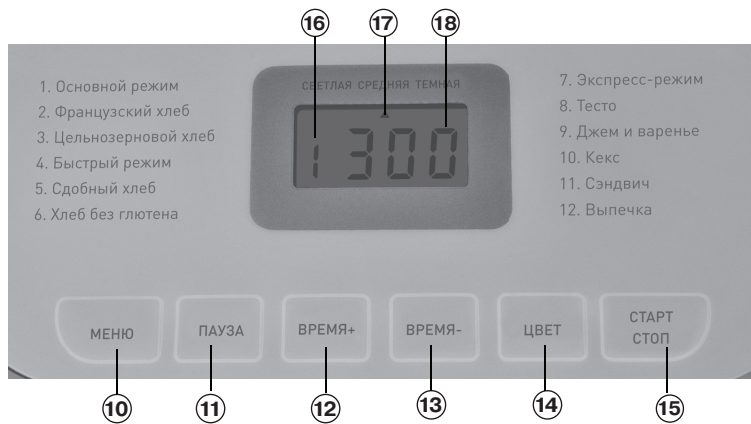 16 17 18
1. Основной режим
2. Французский хлеб
3. Цельнозерновой хлеб
4. Быстрый режим
5. Сдобный хлеб
6. Хлеб без глютена
СВЕТЛАЯ СРЕДНЯЯ ТЕМНАЯ
1 300
7. Экспресс-режим
8. Тесто
9. Джем и варенье
10. Кекс
11. Сэндвич
12. Выпечка
МЕНЮ
ПАУЗА
ВРЕМЯ+
ВРЕМЯ-
ЦВЕТ
СТАРТ
СТОП
10 11 12 13 14 15